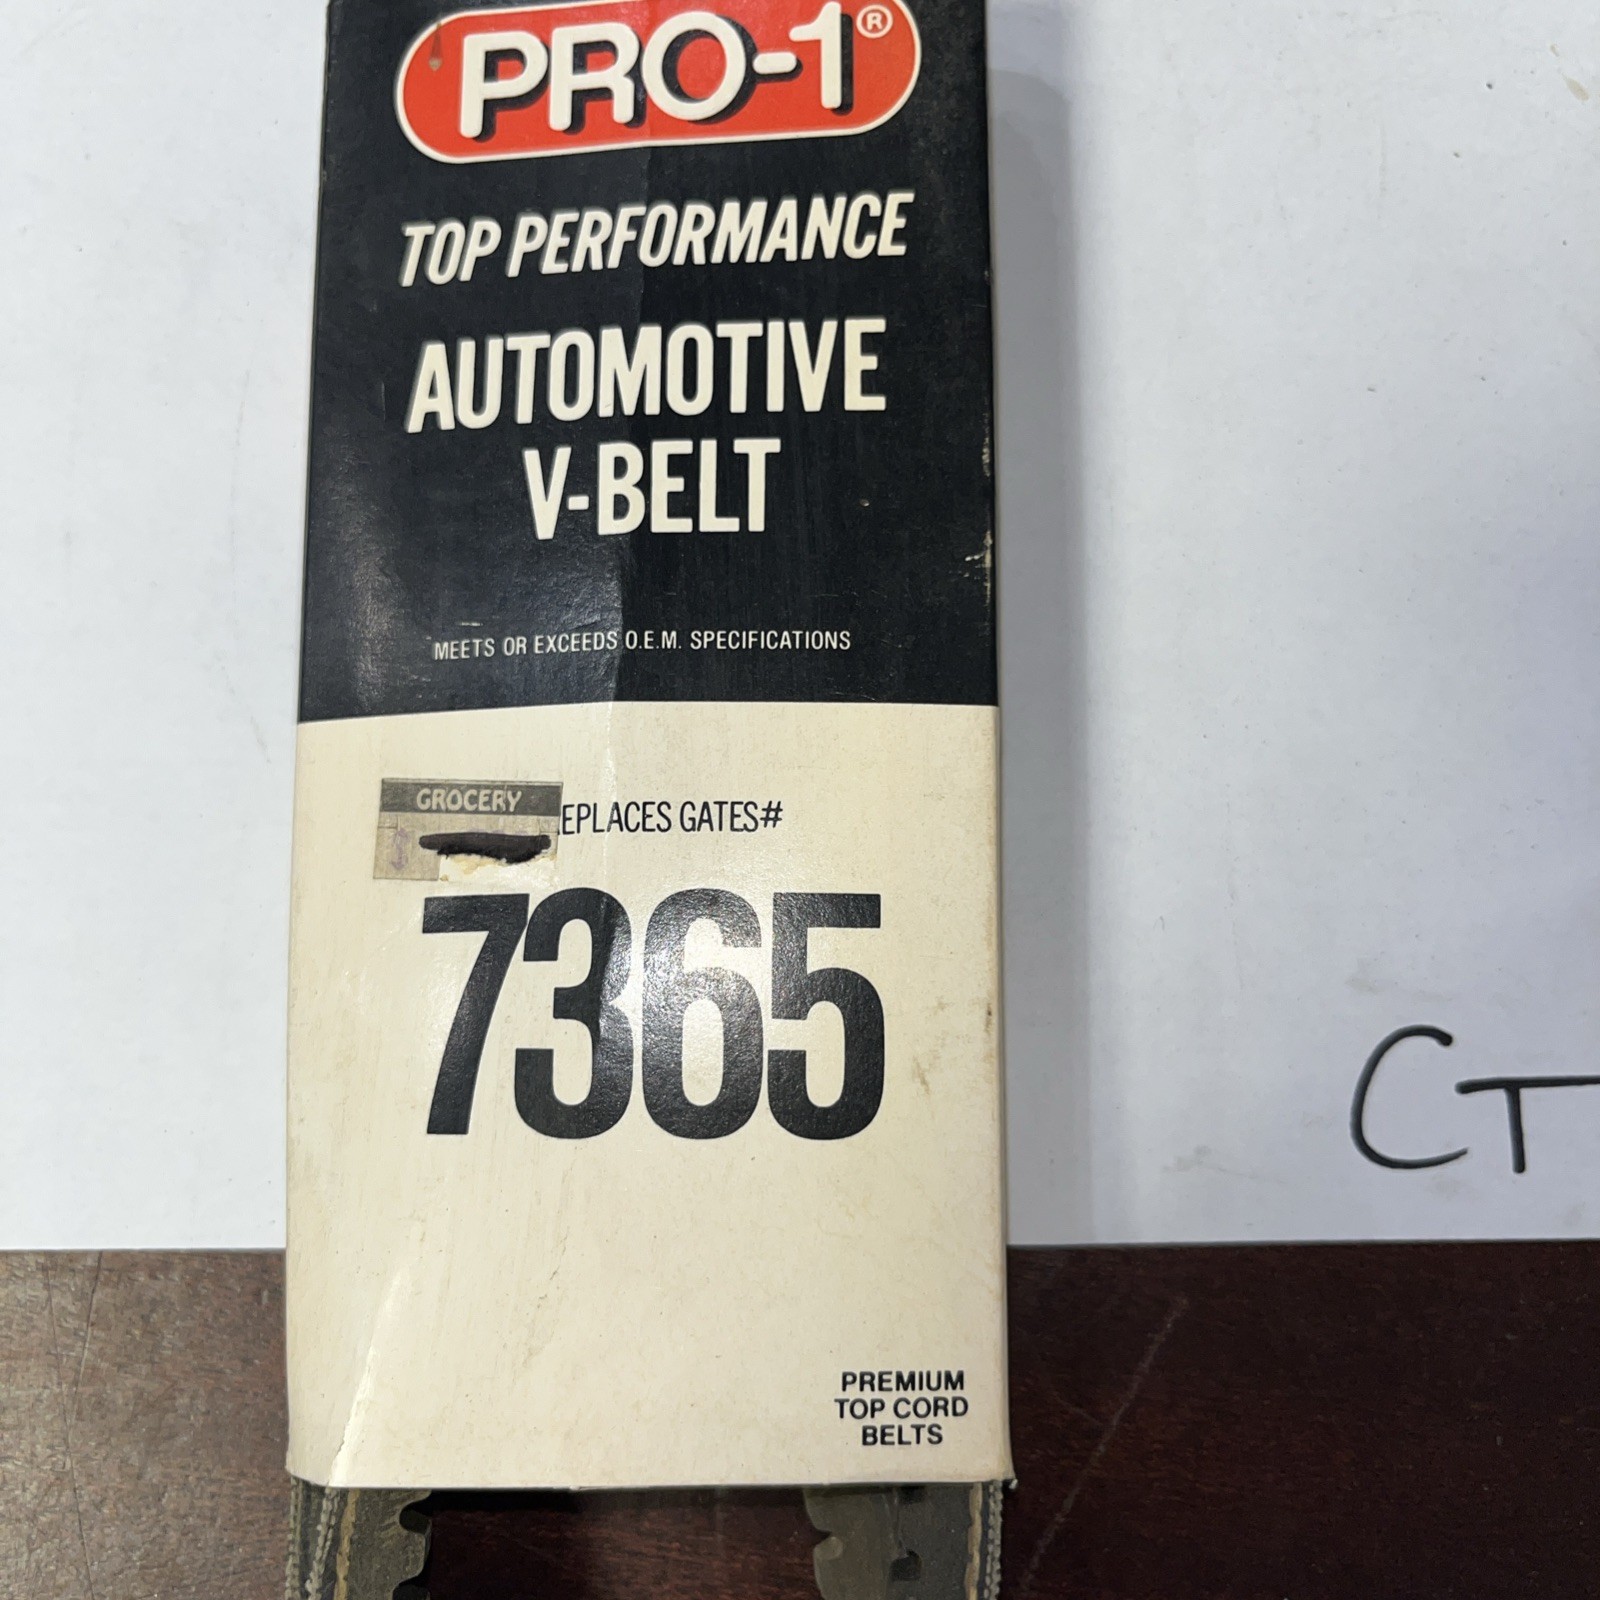 PRO-1®
TOP PERFORMANCE
AUTOMOTIVE
V-BELT
MEETS OR EXCEEDS O.E.M. SPECIFICATIONS
GROCERY
EPLACES GATES#
7365
PREMIUM
TOP CORD
BELTS
CT